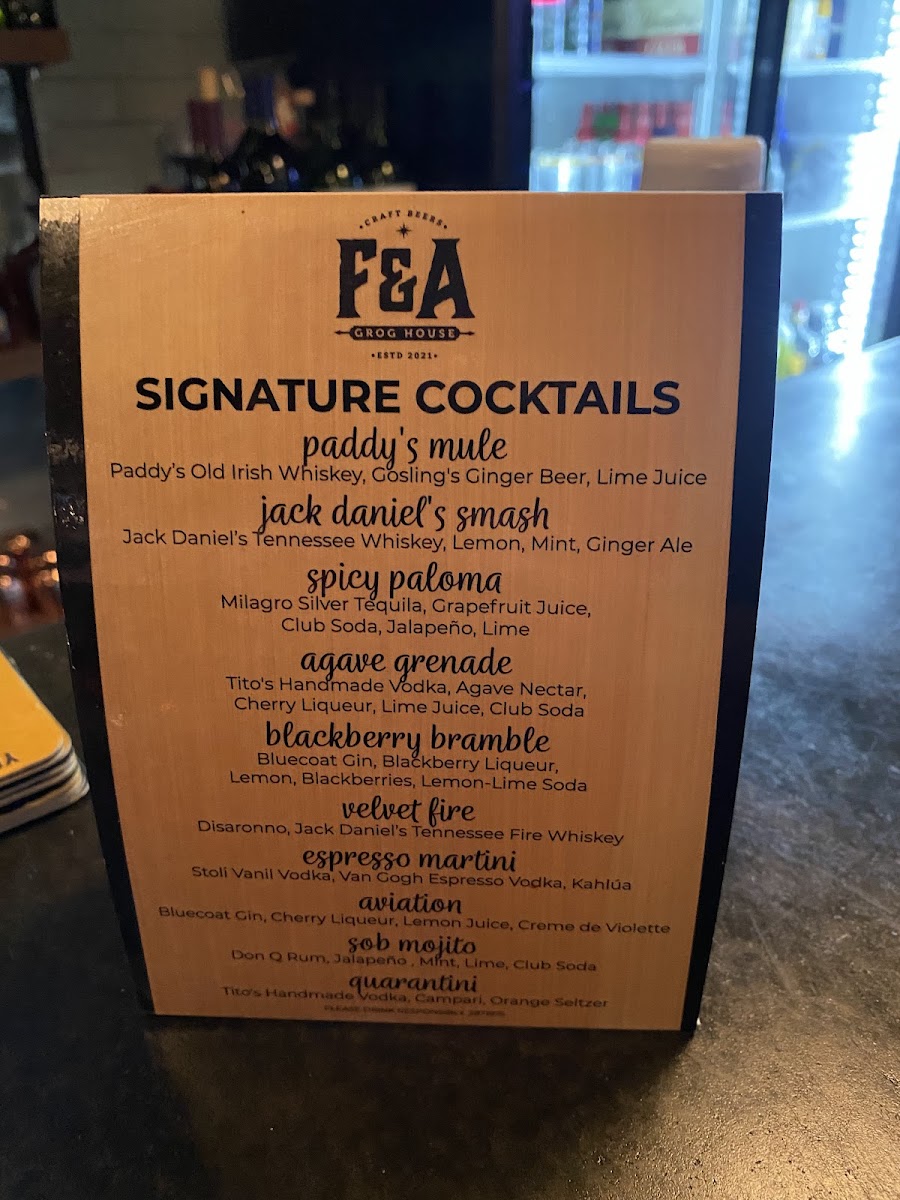 •CRAFT BEERS•
F&A
GROG HOUSE
•ESTD 2021•
SIGNATURE COCKTAILS
paddy's mule
Paddy's Old Irish Whiskey, Gosling's Ginger Beer, Lime Juice
jack daniel's smash
Jack Daniel's Tennessee Whiskey, Lemon, Mint, Ginger Ale
spicy paloma
Milagro Silver Tequila, Grapefruit Juice,
Club Soda, Jalapeño, Lime
agave grenade
Tito's Handmade Vodka, Agave Nectar,
Cherry Liqueur, Lime Juice, Club Soda
blackberry bramble
Bluecoat Gin, Blackberry Liqueur,
Lemon, Blackberries, Lemon-Lime Soda
velvet fire
Disaronno, Jack Daniel's Tennessee Fire Whiskey
espresso martini
Stoli Vanil Vodka, Van Gogh Espresso Vodka, Kahlúa
aviation
Bluecoat Gin, Cherry Liqueur, Lemon Juice, Creme de Violette
sob mojito
Don Q Rum, Jalapeño , Mint, Lime, Club Soda
quarantini
Tito's Handmade Vodka, Campari, Orange Seltzer
PLEASE DRINK RESPONSIBLY.